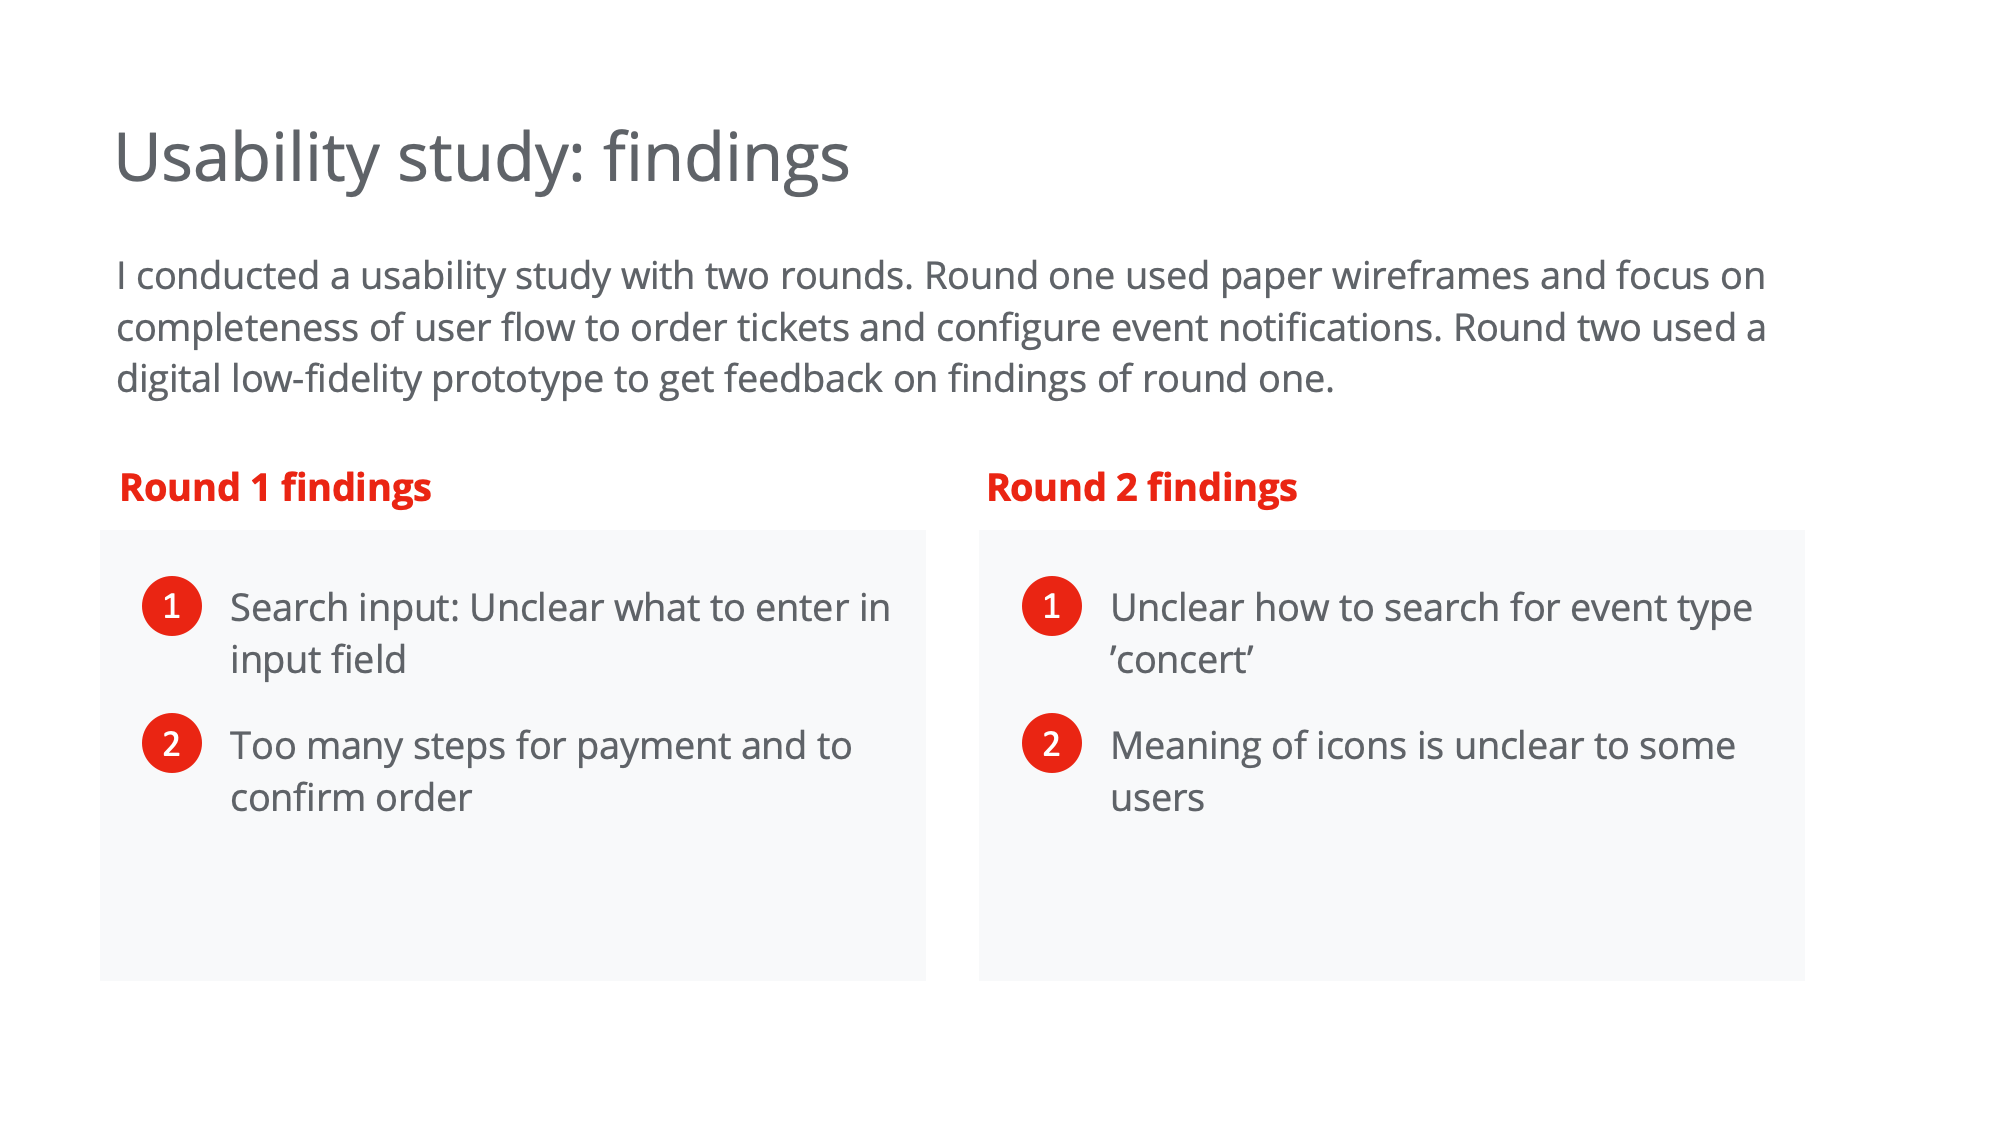 Usability study: findings
I conducted a usability study with two rounds. Round one used paper wireframes and focus on
completeness of user flow to order tickets and configure event notifications. Round two used a
digital low-fidelity prototype to get feedback on findings of round one.
Round 1 findings
1 Search input: Unclear what to enter in
input field
2 Too many steps for payment and to
confirm order
Round 2 findings
1 Unclear how to search for event type
’concert’
2 Meaning of icons is unclear to some
users